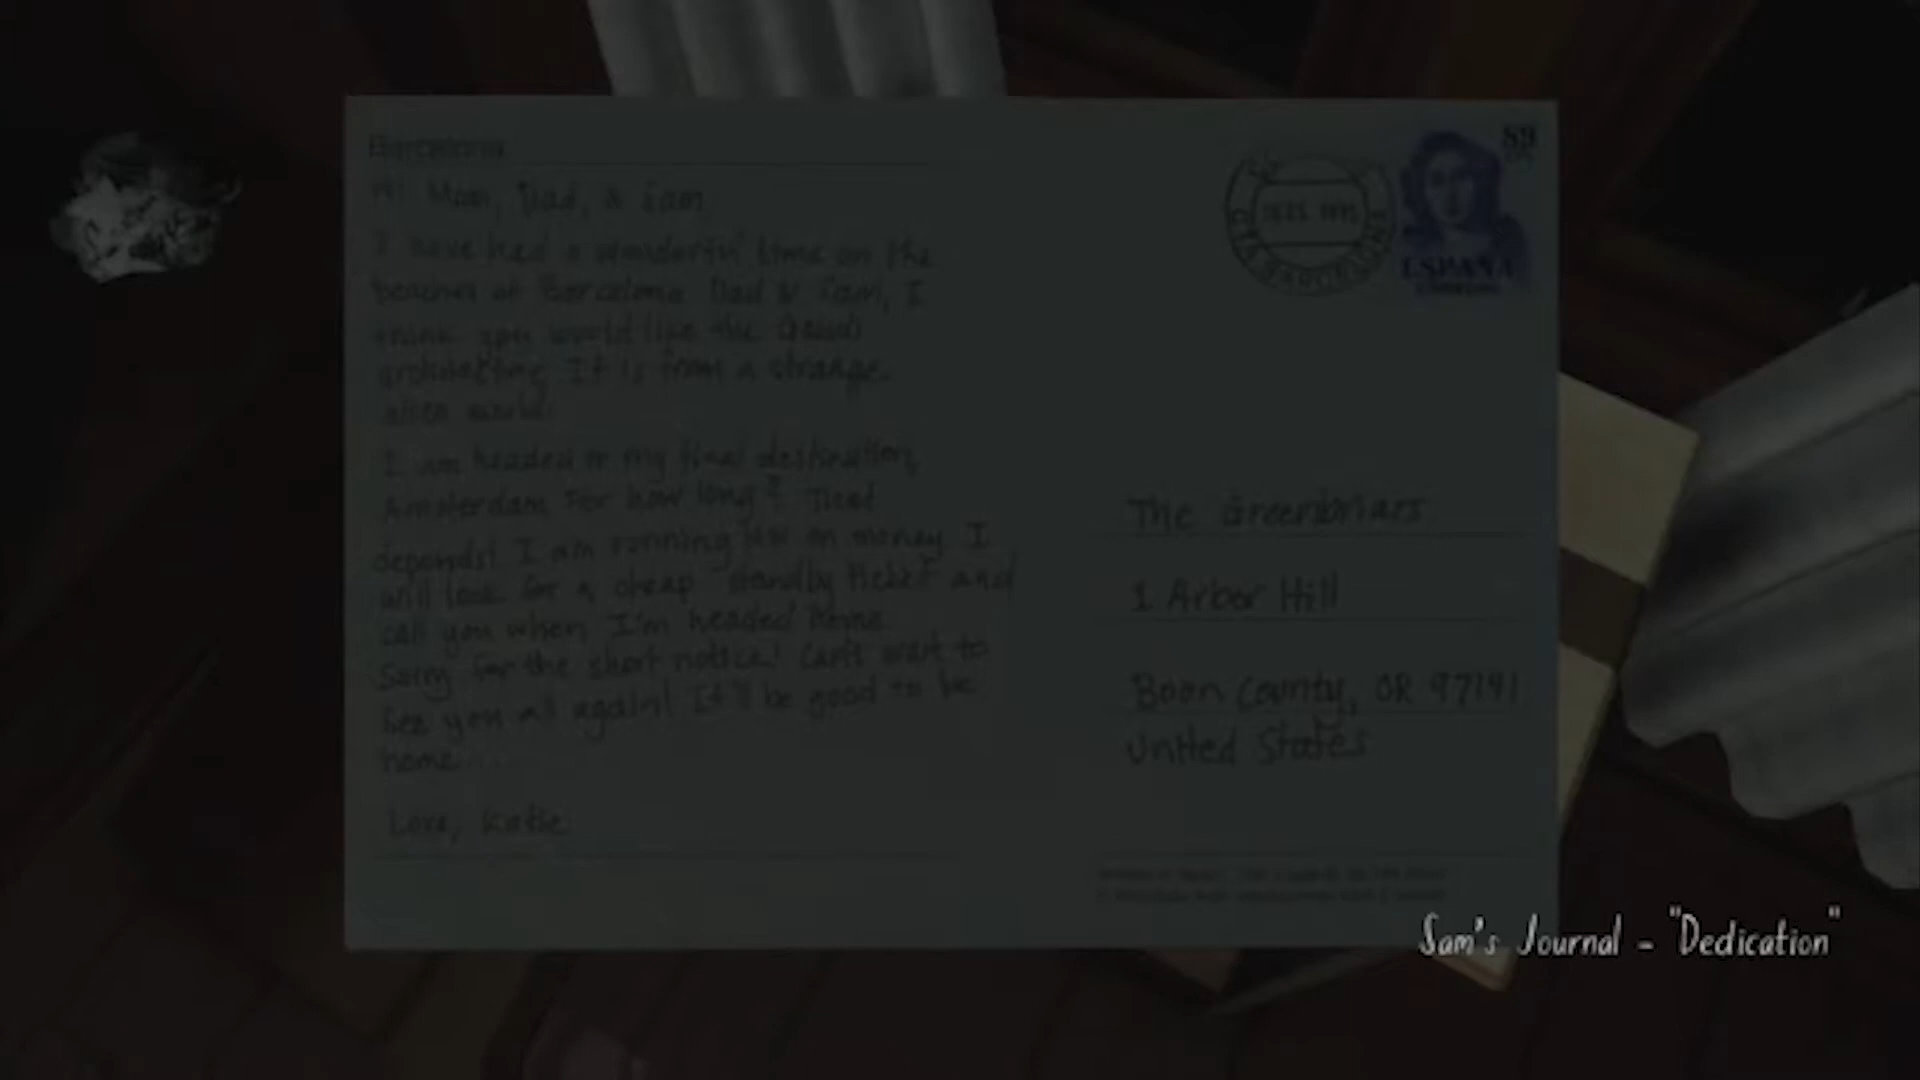 Barcelona
Hi Mom, Dad, & Sam
I have had a wonderful time on the
beaches of Barcelona Dad & Sam, I
think you would like the Gaudi
architecture. It is from a strange
alien world.
I am headed to my final destination,
Amsterdam For how long? That
depends! I am running low on money I
will look for a cheap standby ticket and
call you when I'm headed home.
Sorry for the short notice! Can't wait to
see you all again! It'll be good to be
home.
Love, Katie
89
ESPAÑA
The Greenbriars
1 Arbor Hill
Boon County, OR 97141
United States
Sam's Journal - "Dedication"